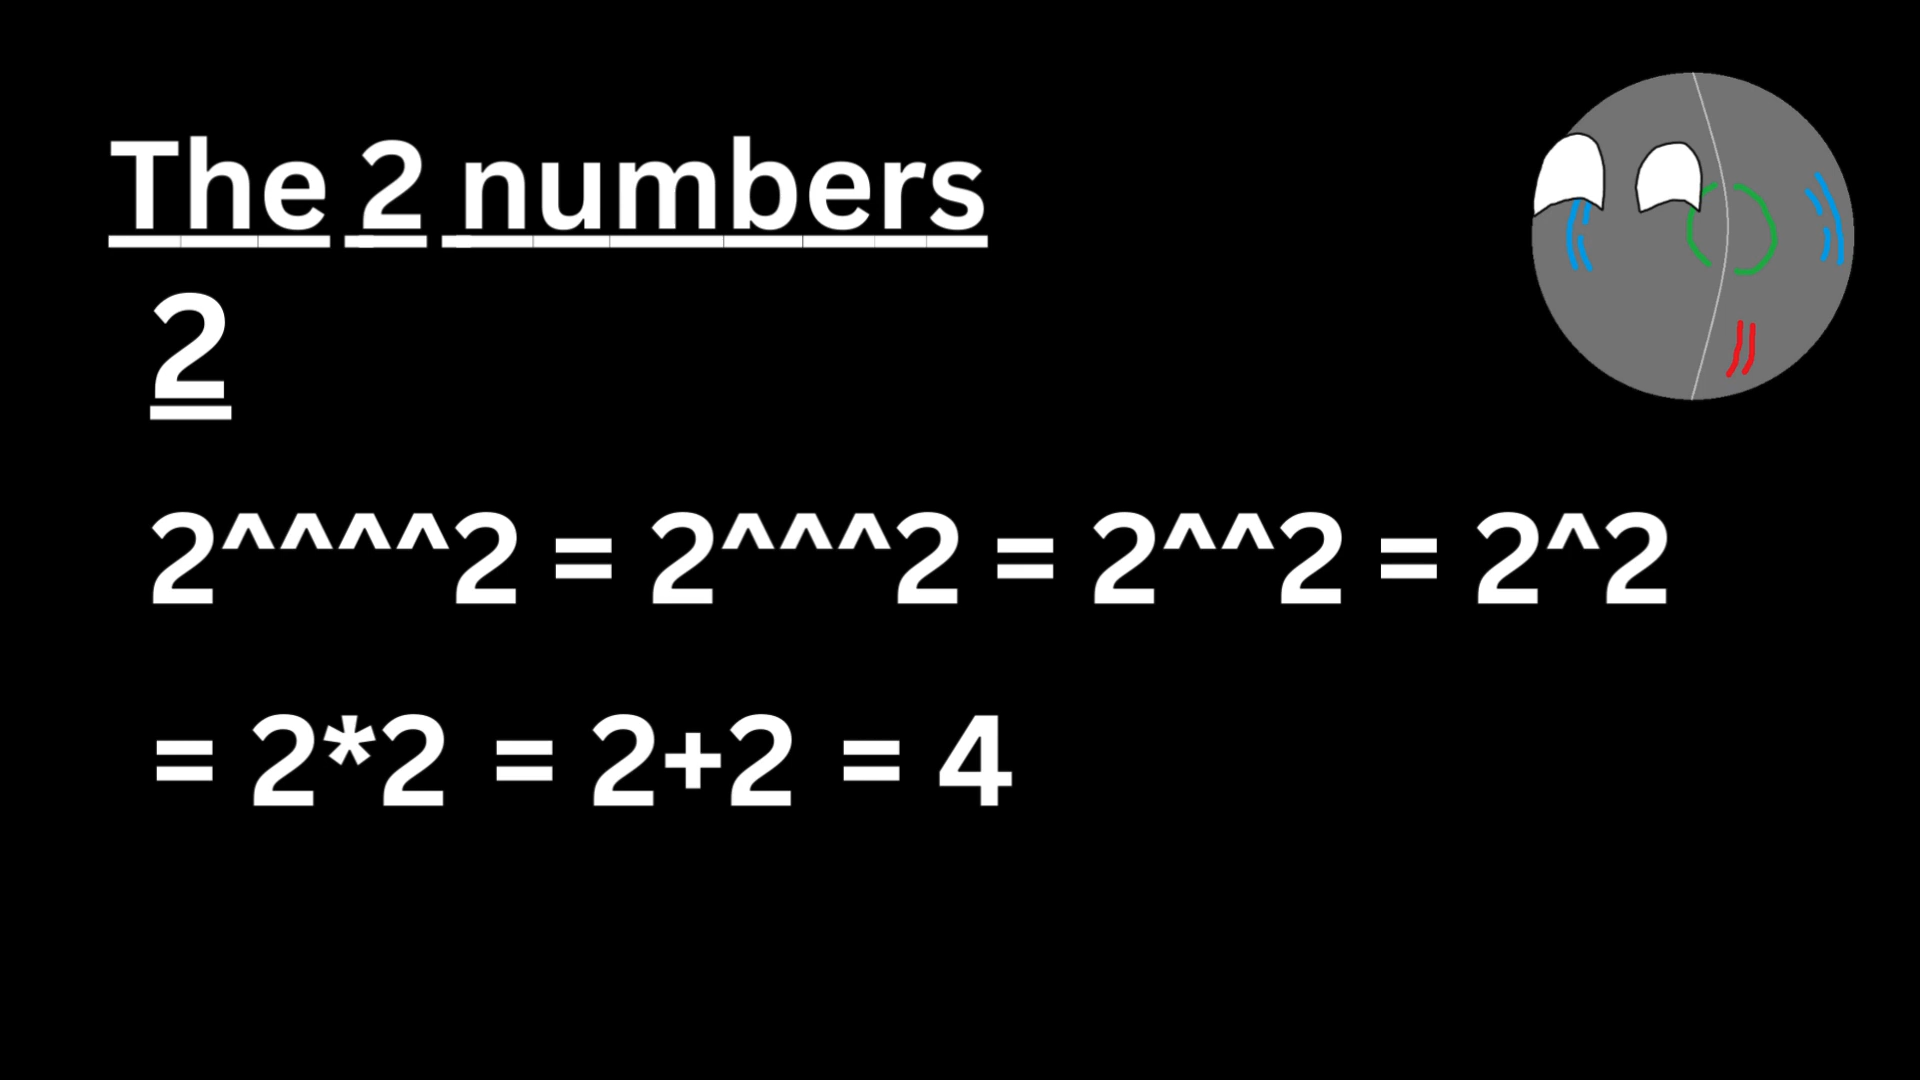 The 2 numbers
2
2^^^^2 = 2^^^2 = 2^^2 = 2^2
= 2*2 = 2+2 = 4